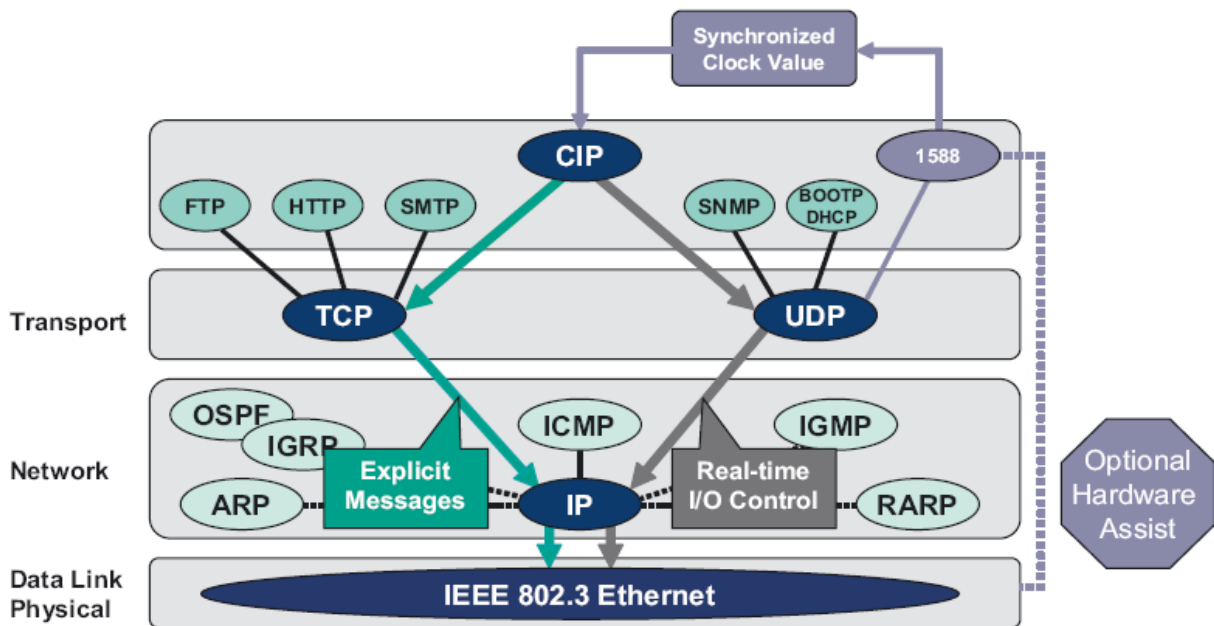 Synchronized
Clock Value
CIP
1588
FTP
HTTP
SMTP
SNMP
BOOTP
DHCP
Transport
TCP
UDP
OSPF
IGRP
ICMP
IGMP
Network
Explicit
Messages
Real-time
I/O Control
ARP
IP
RARP
Optional
Hardware
Assist
Data Link
Physical
IEEE 802.3 Ethernet